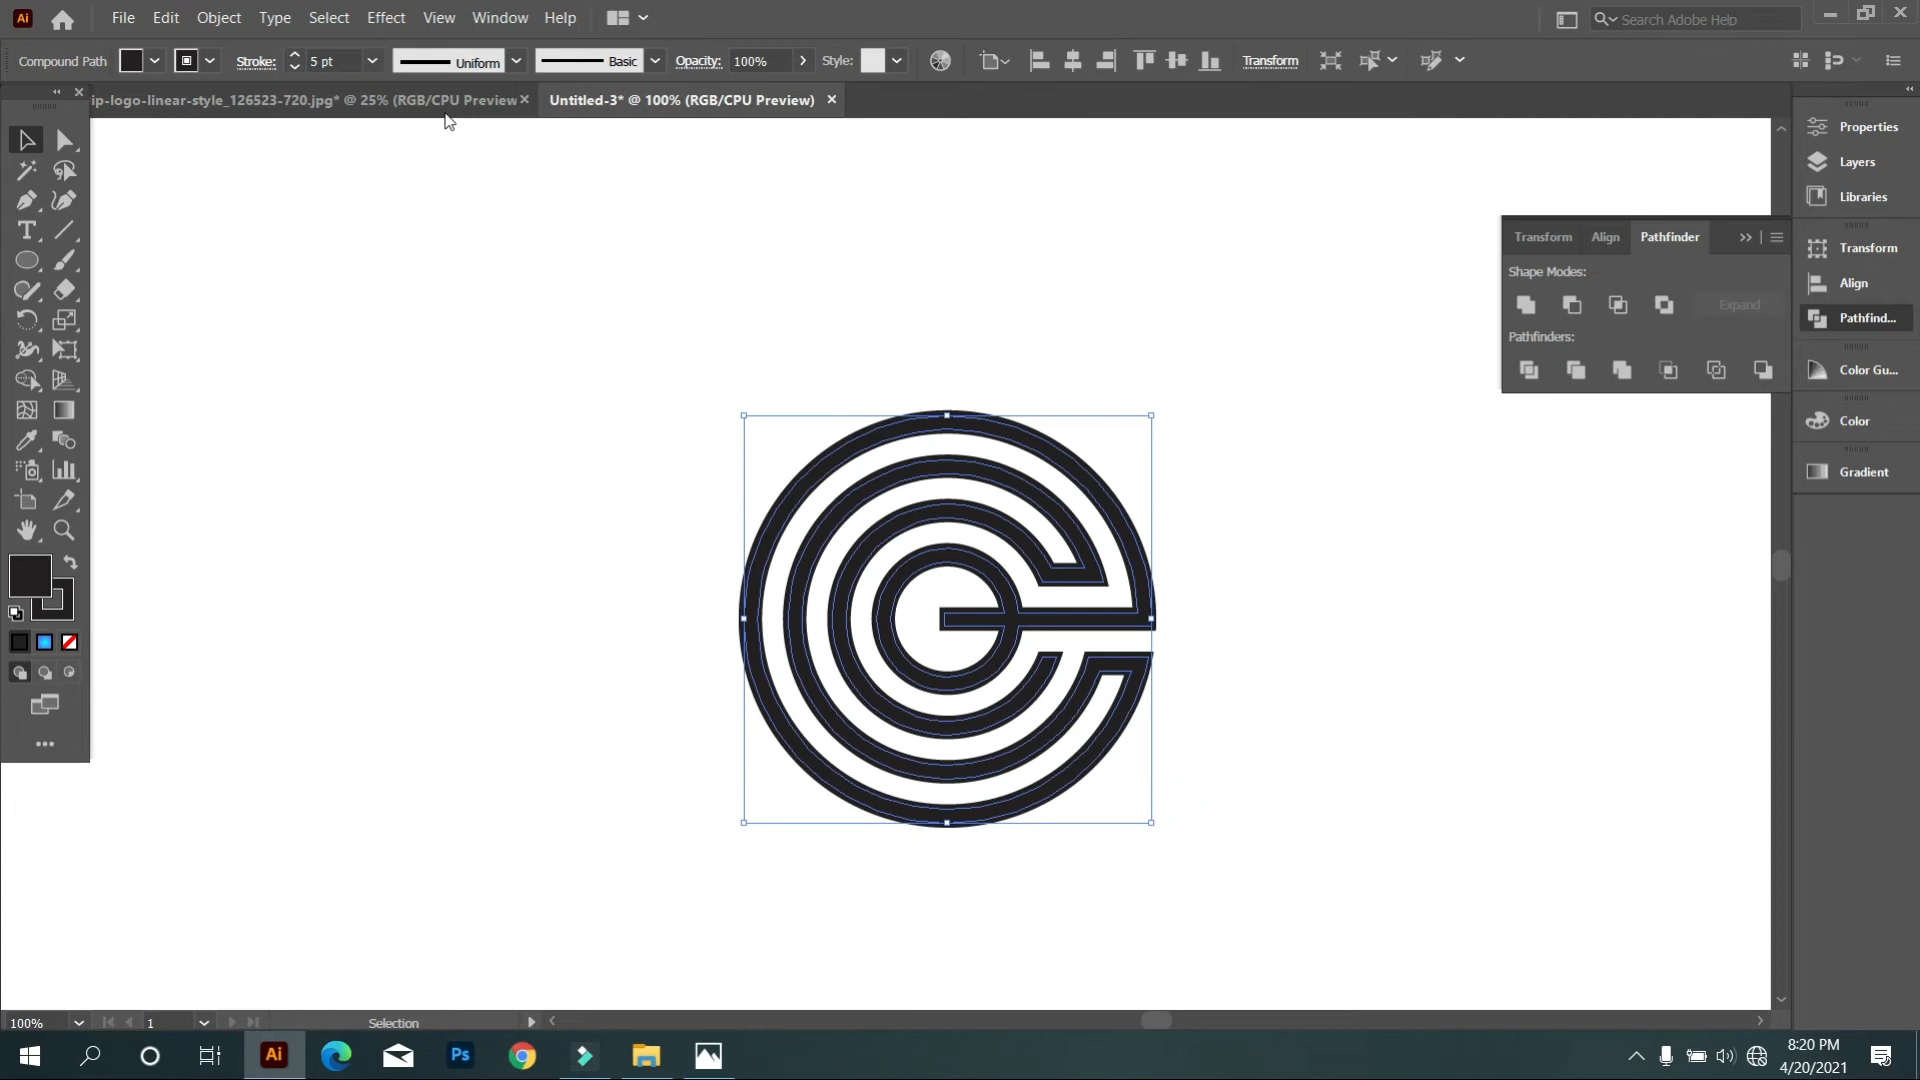 Ai File Edit Object Type Select Effect View Window Help Search Adobe Help
Compound Path Stroke: 5 pt Uniform Basic Opacity: 100% Style: Transform
ip-logo-linear-style_126523-720.jpg* @ 25% (RGB/CPU Preview Untitled-3* @ 100% (RGB/CPU Preview)
Properties
Layers
Libraries
Transform
Align
Pathfind...
Color Gu...
Color
Gradient
Transform Align Pathfinder
Shape Modes:
Expand
Pathfinders:
100% 1 Selection
Ai Ps
8:20 PM
4/20/2021